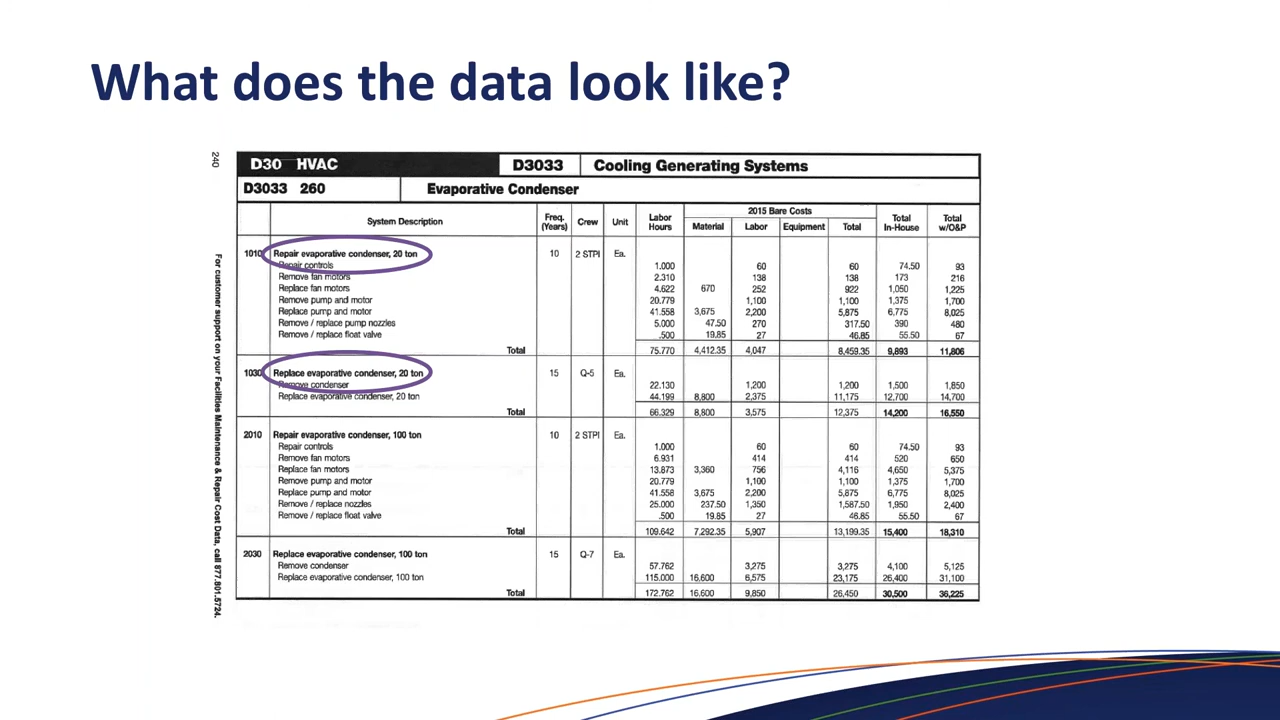 What does the data look like?
240
D30 HVAC D3033 Cooling Generating Systems
D3033 260 Evaporative Condenser
System Description Freq. (Years) Crew Unit Labor Hours 2015 Bare Costs Material Labor Equipment Total Total In-House Total w/O&P
1010 Repair evaporative condenser, 20 ton 10 2 STPI Ea.
Repair controls 1.000 60 60 74.50 93
Remove fan motors 2.310 138 138 173 216
Replace fan motors 4.622 670 252 922 1,050 1,225
Remove pump and motor 20.779 1,100 1,100 1,375 1,700
Replace pump and motor 41.558 3,675 2,200 5,875 6,775 8,025
Remove / replace pump nozzles 5.000 47.50 270 317.50 390 480
Remove / replace float valve .500 19.85 27 46.85 55.50 67
Total 75.770 4,412.35 4,047 8,459.35 9,893 11,806
1030 Replace evaporative condenser, 20 ton 15 Q-5 Ea.
Remove condenser 22.130 1,200 1,200 1,500 1,850
Replace evaporative condenser, 20 ton 44.199 8,800 2,375 11,175 12,700 14,700
Total 66.329 8,800 3,575 12,375 14,200 16,550
2010 Repair evaporative condenser, 100 ton 10 2 STPI Ea.
Repair controls 1.000 60 60 74.50 93
Remove fan motors 6.931 414 414 520 650
Replace fan motors 13.873 3,360 756 4,116 4,650 5,375
Remove pump and motor 20.779 1,100 1,100 1,375 1,700
Replace pump and motor 41.558 3,675 2,200 5,875 6,775 8,025
Remove / replace nozzles 25.000 237.50 1,350 1,587.50 1,950 2,400
Remove / replace float valve .500 19.85 27 46.85 55.50 67
Total 109.642 7,292.35 5,907 13,199.35 15,400 18,310
2030 Replace evaporative condenser, 100 ton 15 Q-7 Ea.
Remove condenser 57.762 3,275 3,275 4,100 5,125
Replace evaporative condenser, 100 ton 115.000 16,600 6,575 23,175 26,400 31,100
Total 172.762 16,600 9,850 26,450 30,500 36,225
For customer support on your Facilities Maintenance & Repair Cost Data, call 877.801.5724.